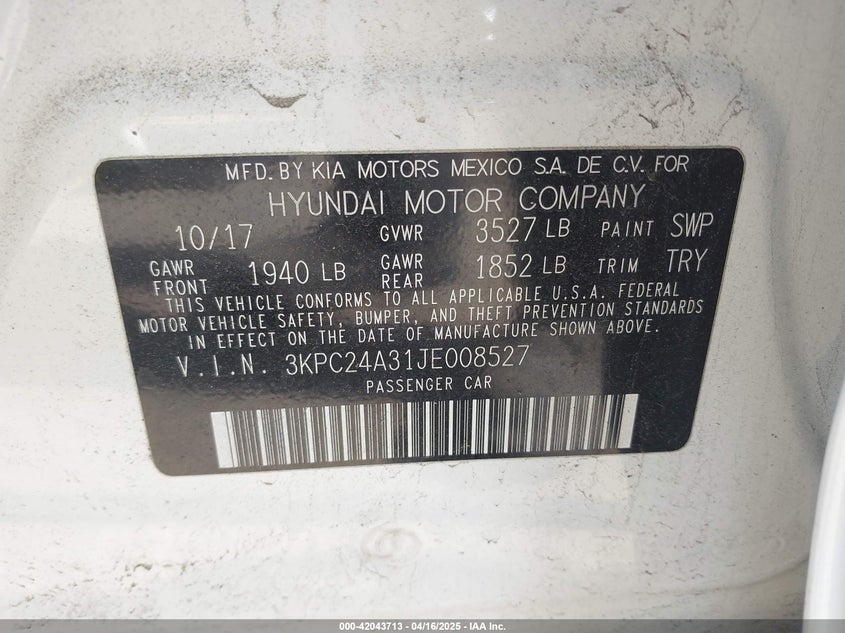 MFD. BY KIA MOTORS MEXICO S.A. DE C.V. FOR
HYUNDAI MOTOR COMPANY
10/17 GVWR 3527 LB PAINT SWP
GAWR FRONT 1940 LB GAWR REAR 1852 LB TRIM TRY
THIS VEHICLE CONFORMS TO ALL APPLICABLE U.S.A. FEDERAL
MOTOR VEHICLE SAFETY, BUMPER, AND THEFT PREVENTION STANDARDS
IN EFFECT ON THE DATE OF MANUFACTURE SHOWN ABOVE.
V.I.N. 3KPC24A31JE008527
PASSENGER CAR
000-42043713 - 04/16/2025 - IAA Inc.